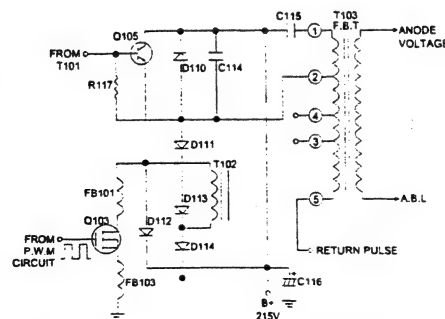 Q105
C115
T103
F.B.T
1
ANODE
VOLTAGE
FROM
T101
D110
C114
R117
2
4
3
D111
T102
FB101
D113
Q103
D112
5
A.B.L
D114
FROM
P.W.M
CIRCUIT
RETURN PULSE
FB103
C116
B+
215V